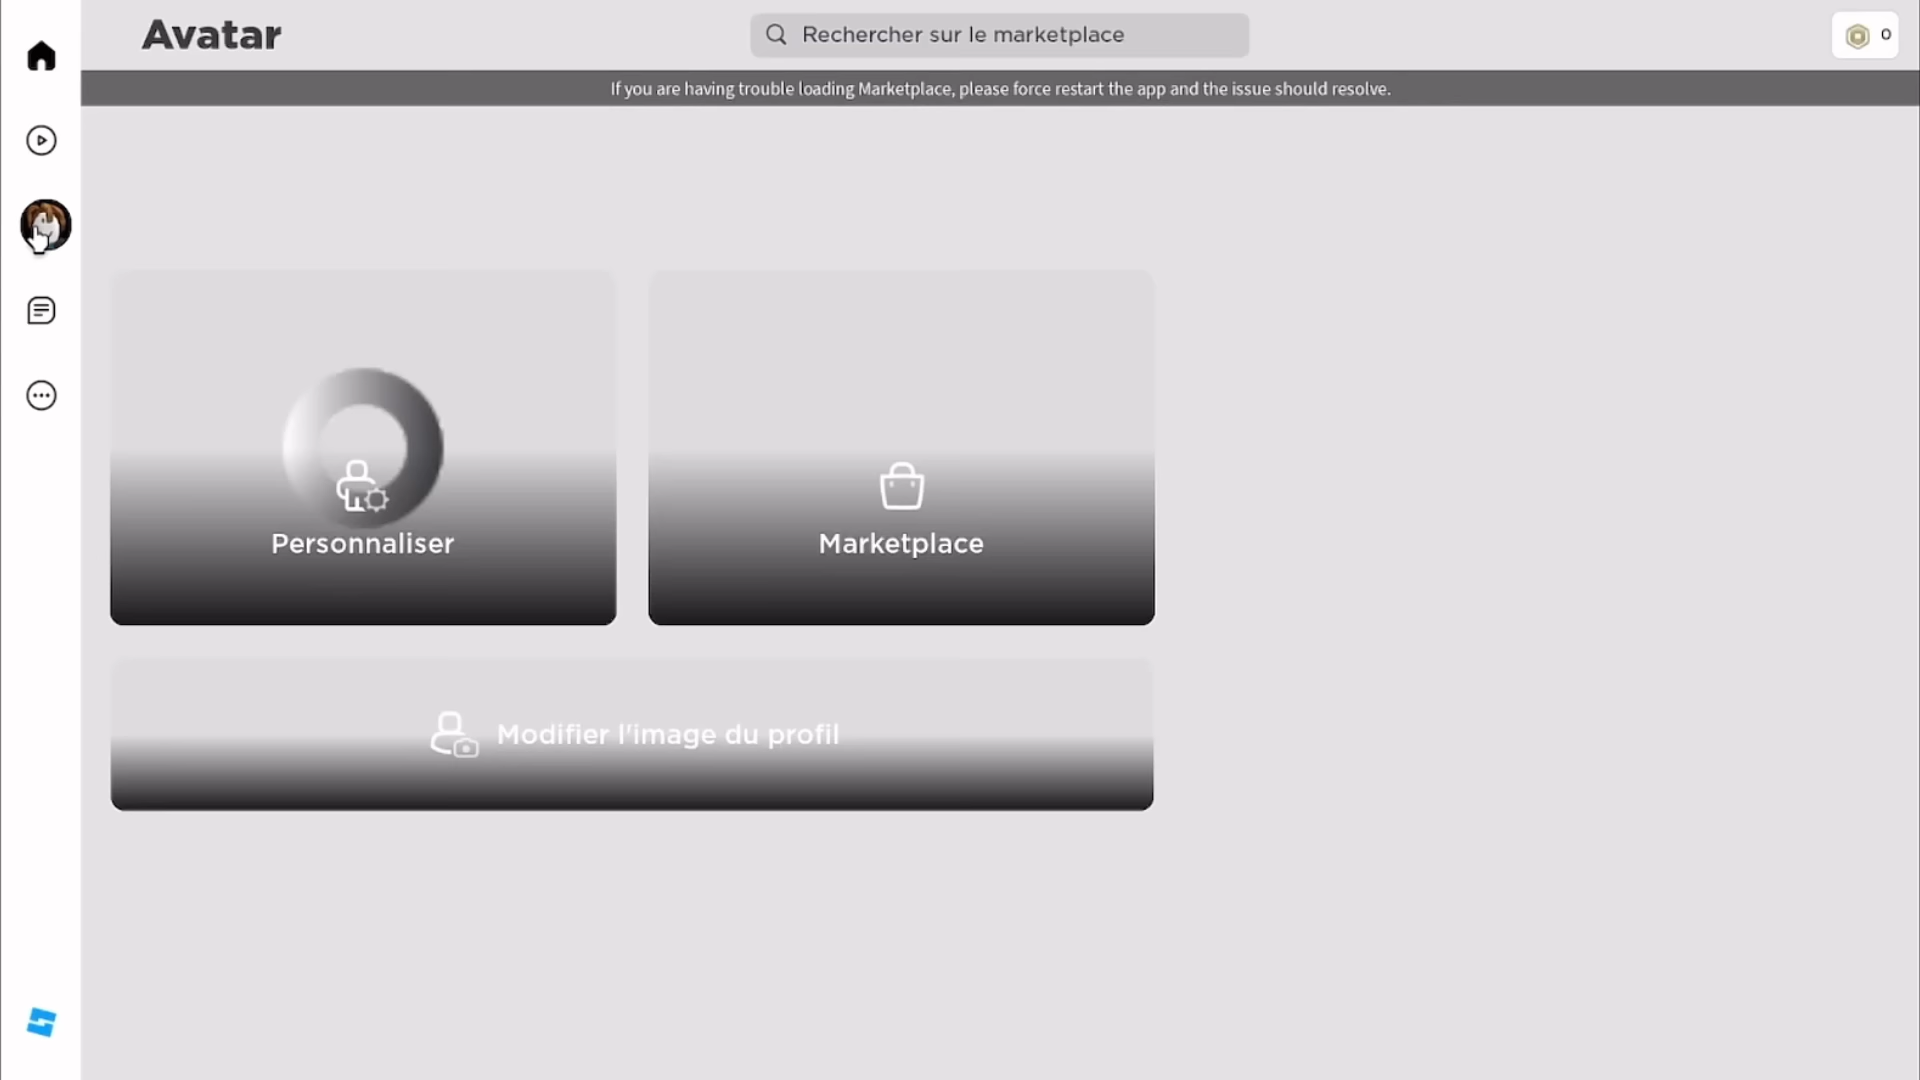 Avatar
Rechercher sur le marketplace
0
If you are having trouble loading Marketplace, please force restart the app and the issue should resolve.
Personnaliser
Marketplace
Modifier l'image du profil